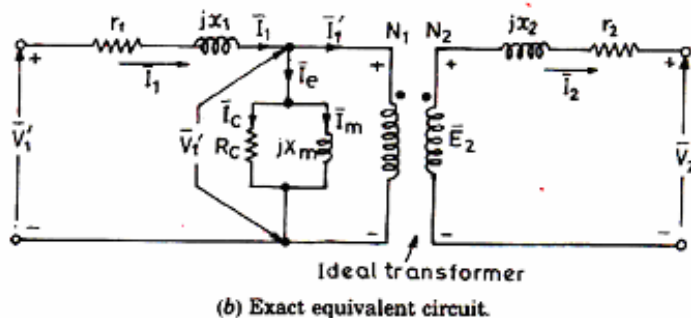 r₁ jx₁ Ī₁ Ī₁′ N₁ N₂ jx₂ r₂
+ + + +
Ī₁ Īe Ī₂
V̄₁′ V̄₁′ Īc Īm Rc jxm Ē₂ V̄₂
- - - -
Ideal transformer
(b) Exact equivalent circuit.